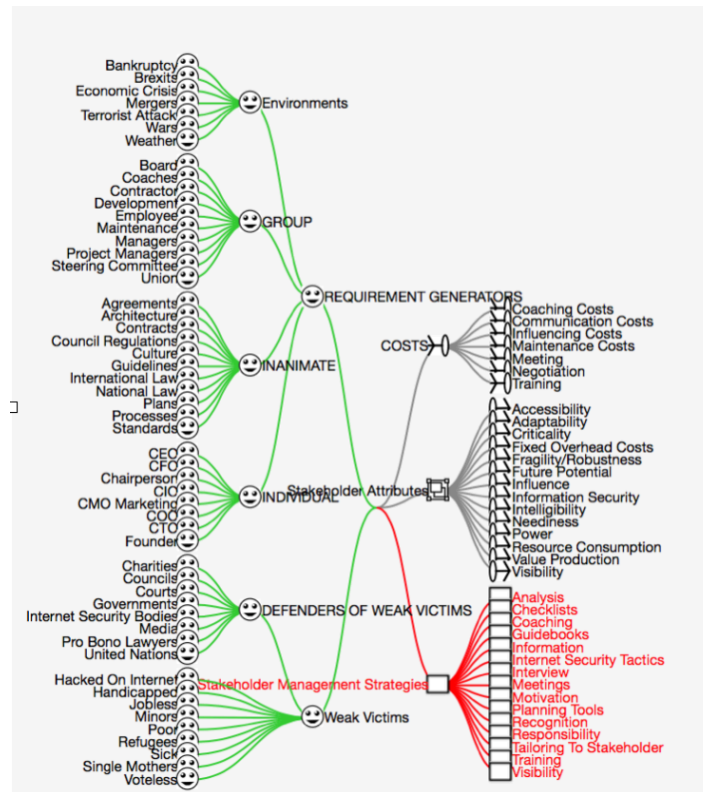 Bankruptcy
Brexits
Economic Crisis
Mergers
Terrorist Attack
Wars
Weather
Environments
Board
Coaches
Contractor
Development
Employee
Maintenance
Managers
Project Managers
Steering Committee
Union
GROUP
REQUIREMENT GENERATORS
Agreements
Architecture
Contracts
Council Regulations
Culture
Guidelines
International Law
National Law
Plans
Processes
Standards
INANIMATE
CEO
CFO
Chairperson
CIO
CMO Marketing
COO
CTO
Founder
INDIVIDUAL
Charities
Councils
Courts
Governments
Internet Security Bodies
Media
Pro Bono Lawyers
United Nations
DEFENDERS OF WEAK VICTIMS
Hacked On Internet
Handicapped
Jobless
Minors
Poor
Refugees
Sick
Single Mothers
Voteless
Weak Victims
COSTS
Coaching Costs
Communication Costs
Influencing Costs
Maintenance Costs
Meeting
Negotiation
Training
Stakeholder Attributes
Accessibility
Adaptability
Criticality
Fixed Overhead Costs
Fragility/Robustness
Future Potential
Influence
Information Security
Intelligibility
Neediness
Power
Resource Consumption
Value Production
Visibility
Stakeholder Management Strategies
Analysis
Checklists
Coaching
Guidebooks
Information
Internet Security Tactics
Interview
Meetings
Motivation
Planning Tools
Recognition
Responsibility
Tailoring To Stakeholder
Training
Visibility